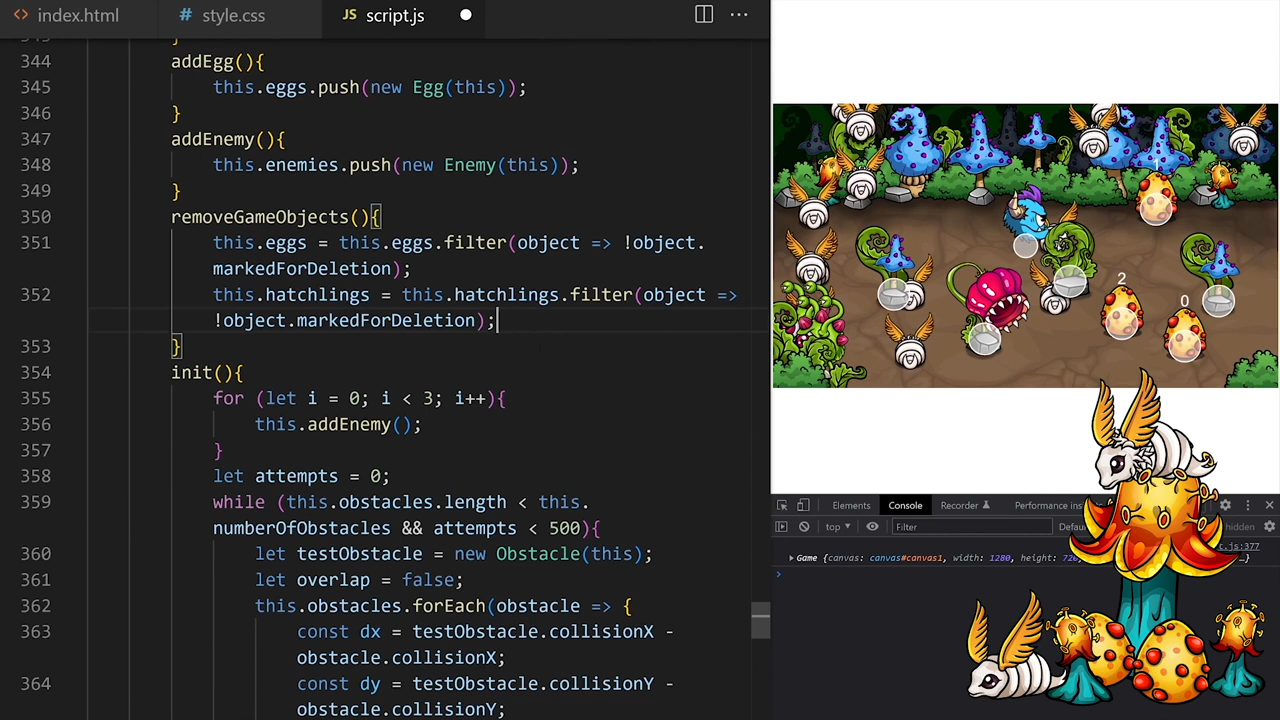 index.html
# style.css
JS script.js
343 }
344 addEgg(){
345 this.eggs.push(new Egg(this));
346 }
347 addEnemy(){
348 this.enemies.push(new Enemy(this));
349 }
350 removeGameObjects(){
351 this.eggs = this.eggs.filter(object => !object.
markedForDeletion);
352 this.hatchlings = this.hatchlings.filter(object =>
!object.markedForDeletion);
353 }
354 init(){
355 for (let i = 0; i < 3; i++){
356 this.addEnemy();
357 }
358 let attempts = 0;
359 while (this.obstacles.length < this.
numberOfObstacles && attempts < 500){
360 let testObstacle = new Obstacle(this);
361 let overlap = false;
362 this.obstacles.forEach(obstacle => {
363 const dx = testObstacle.collisionX -
obstacle.collisionX;
364 const dy = testObstacle.collisionY -
obstacle.collisionY;
1
2
0
Elements Console Recorder Performance
top Filter
Game {canvas: canvas#canvas1, width: 1280, height: